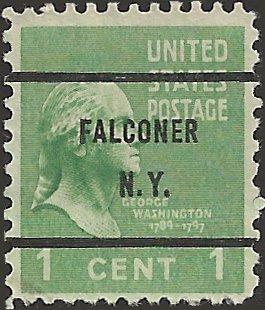 UNITED
STATES
POSTAGE
FALCONER
N.Y.
GEORGE
WASHINGTON
1789-1797
1 CENT 1